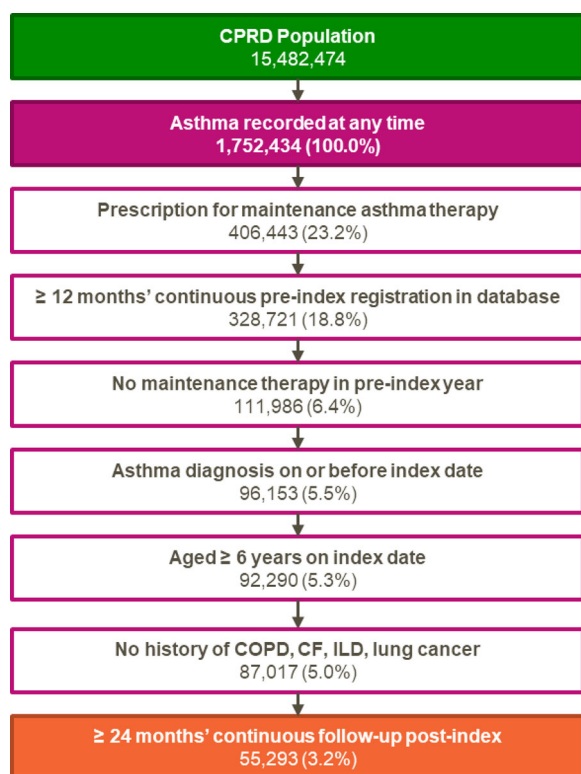 CPRD Population
15,482,474
Asthma recorded at any time
1,752,434 (100.0%)
Prescription for maintenance asthma therapy
406,443 (23.2%)
≥ 12 months’ continuous pre-index registration in database
328,721 (18.8%)
No maintenance therapy in pre-index year
111,986 (6.4%)
Asthma diagnosis on or before index date
96,153 (5.5%)
Aged ≥ 6 years on index date
92,290 (5.3%)
No history of COPD, CF, ILD, lung cancer
87,017 (5.0%)
≥ 24 months’ continuous follow-up post-index
55,293 (3.2%)